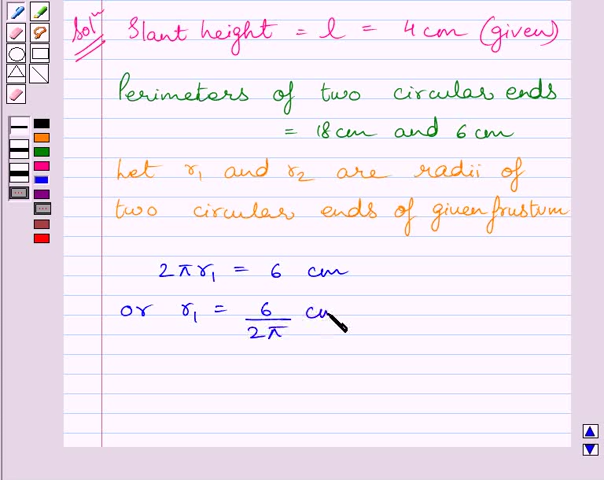 Solⁿ Slant height = l = 4 cm (given)
Perimeters of two circular ends
= 18 cm and 6 cm
Let r₁ and r₂ are radii of
two circular ends of given frustum
2πr₁ = 6 cm
or r₁ = 6/2π cm